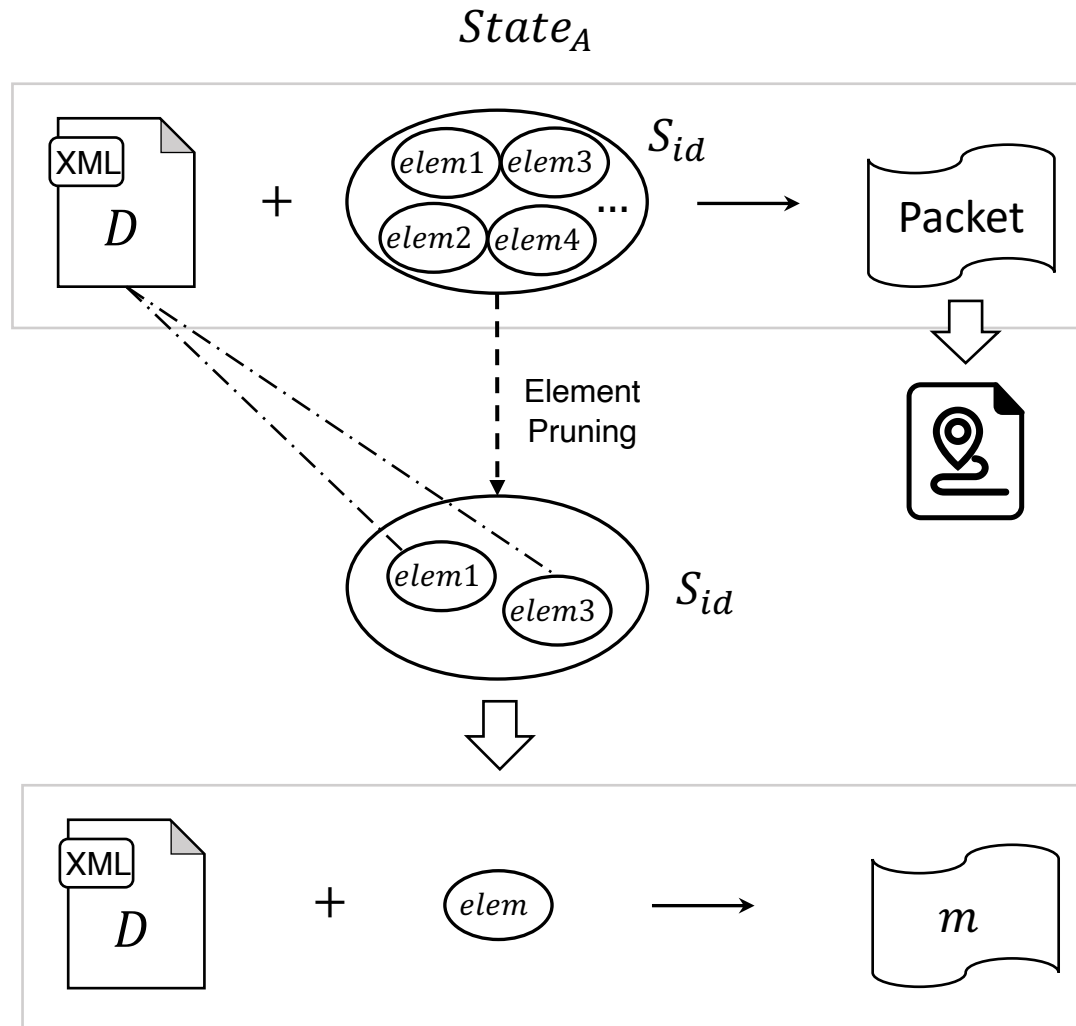 State_A
XML
D
+
elem1
elem3
elem2
elem4
...
S_id
Packet
Element
Pruning
elem1
elem3
S_id
XML
D
+
elem
m